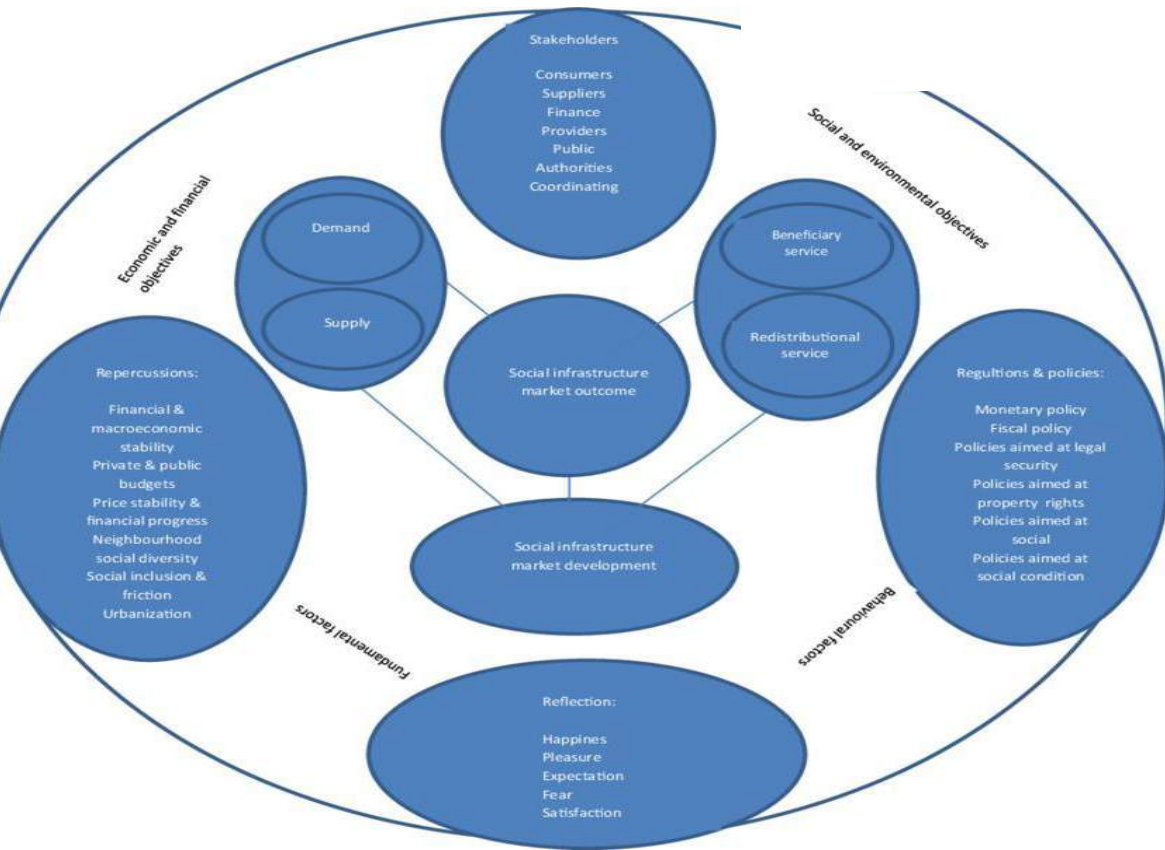 Stakeholders
Consumers
Suppliers
Finance
Providers
Public
Authorities
Coordinating
Social and environmental objectives
Economic and financial
objectives
Demand
Supply
Beneficiary
service
Redistributional
service
Social infrastructure
market outcome
Repercussions:
Financial &
macroeconomic
stability
Private & public
budgets
Price stability &
financial progress
Neighbourhood
social diversity
Social inclusion &
friction
Urbanization
Regultions & policies:
Monetary policy
Fiscal policy
Policies aimed at legal
security
Policies aimed at
property rights
Policies aimed at
social
Policies aimed at
social condition
Social infrastructure
market development
Fundamental factors
Behavioural factors
Reflection:
Happines
Pleasure
Expectation
Fear
Satisfaction